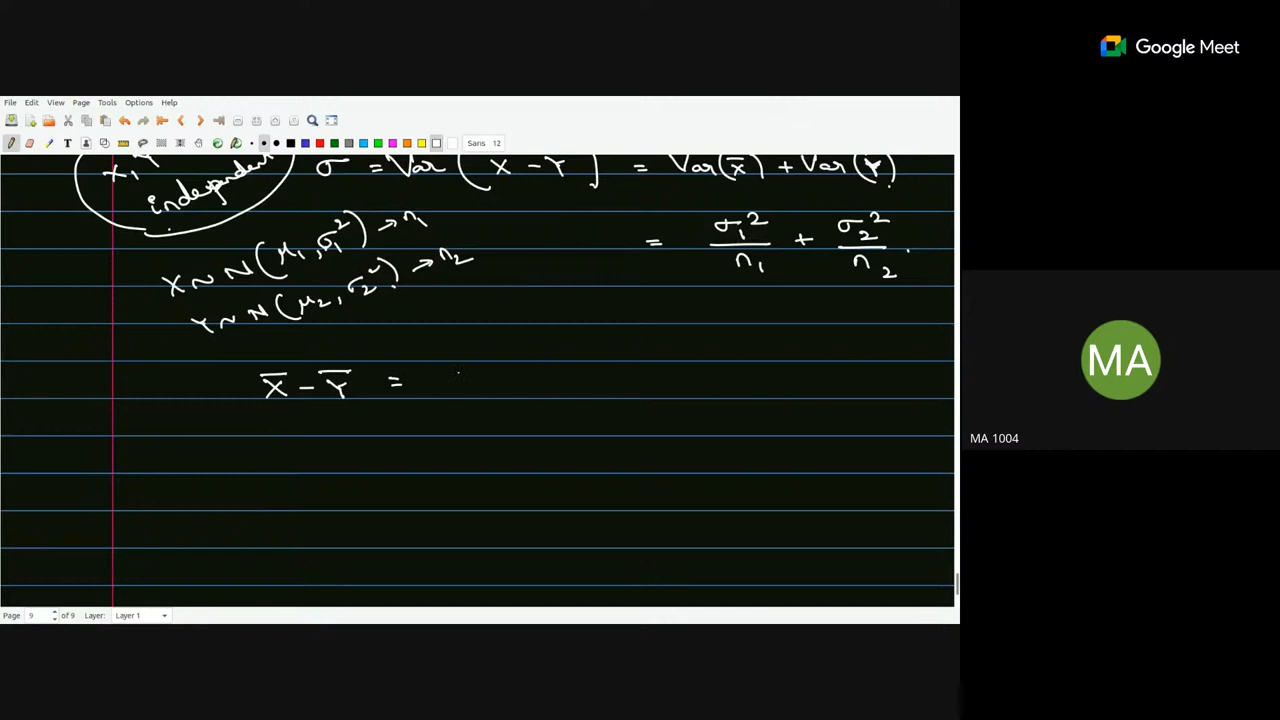 Google Meet
File Edit View Page Tools Options Help
Sans 12
X, Y independent
σ = Var ( X̄ - Ȳ ) = Var(X̄) + Var(Ȳ)
X ~ N(μ₁, σ₁²) → n₁
= σ₁²/n₁ + σ₂²/n₂.
Y ~ N(μ₂, σ₂²) → n₂
X̄ - Ȳ =
MA
MA 1004
Page 9 of 9 Layer: Layer 1